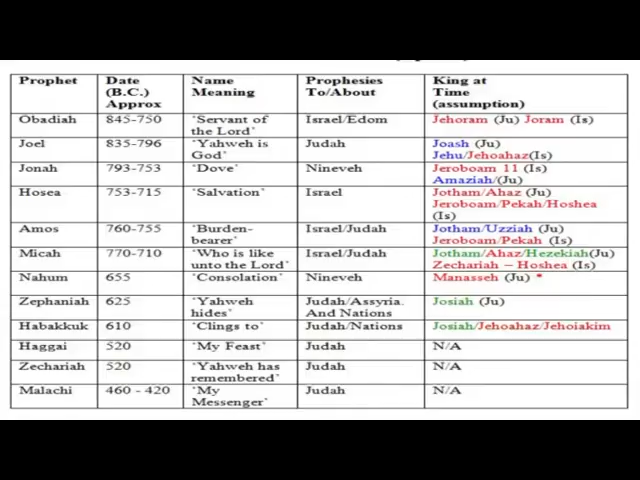 Prophet Date (B.C.) Approx Name Meaning Prophesies To/About King at Time (assumption)
Obadiah 845-750 `Servant of the Lord` Israel/Edom Jehoram (Ju) Joram (Is)
Joel 835-796 `Yahweh is God` Judah Joash (Ju) Jehu/Jehoahaz(Is)
Jonah 793-753 `Dove` Nineveh Jeroboam 11 (Is) Amaziah/(Ju)
Hosea 753-715 `Salvation` Israel Jotham/Ahaz (Ju) Jeroboam/Pekah/Hoshea (Is)
Amos 760-755 `Burden-bearer` Israel/Judah Jotham/Uzziah (Ju) Jeroboam/Pekah (Is)
Micah 770-710 `Who is like unto the Lord` Israel/Judah Jotham/Ahaz/Hezekiah(Ju) Zechariah – Hoshea (Is)
Nahum 655 `Consolation` Nineveh Manasseh (Ju) *
Zephaniah 625 `Yahweh hides` Judah/Assyria. And Nations Josiah (Ju)
Habakkuk 610 `Clings to` Judah/Nations Josiah/Jehoahaz/Jehoiakim
Haggai 520 `My Feast` Judah N/A
Zechariah 520 `Yahweh has remembered` Judah N/A
Malachi 460 - 420 `My Messenger` Judah N/A